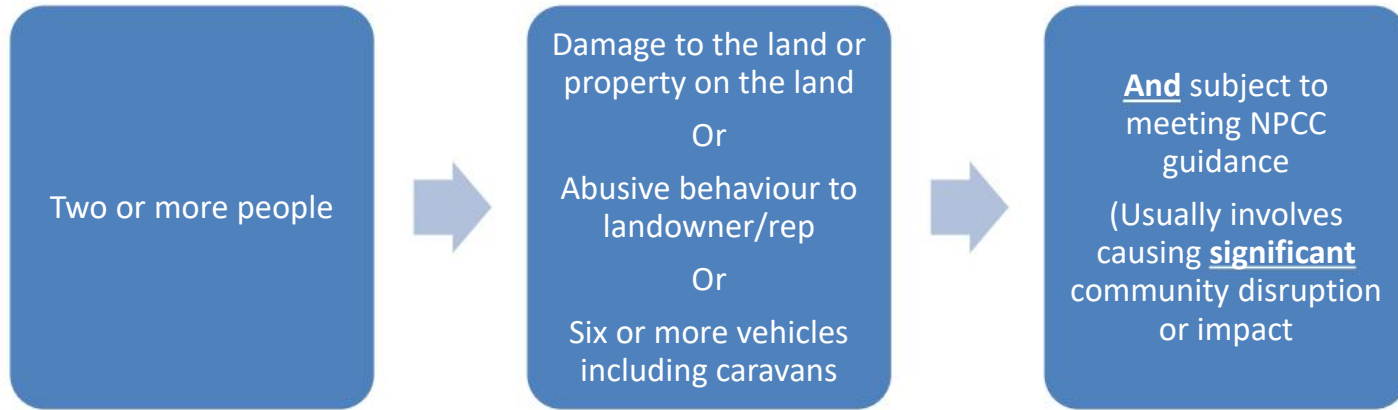 Two or more people
Damage to the land or
property on the land
Or
Abusive behaviour to
landowner/rep
Or
Six or more vehicles
including caravans
And subject to
meeting NPCC
guidance
(Usually involves
causing significant
community disruption
or impact